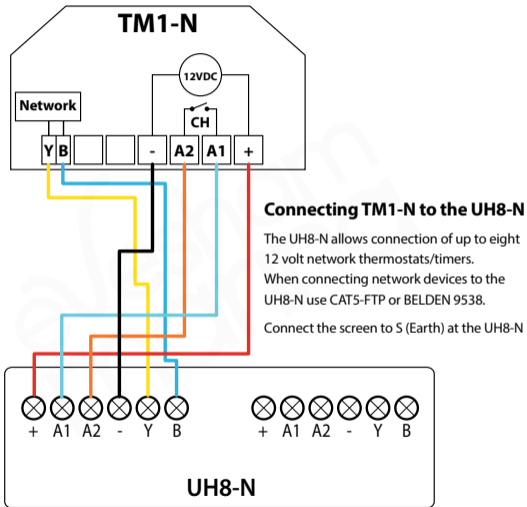 TM1-N
12VDC
Network
CH
Y B - A2 A1 +
Connecting TM1-N to the UH8-N
The UH8-N allows connection of up to eight
12 volt network thermostats/timers.
When connecting network devices to the
UH8-N use CAT5-FTP or BELDEN 9538.
Connect the screen to S (Earth) at the UH8-N
+ A1 A2 - Y B
+ A1 A2 - Y B
UH8-N